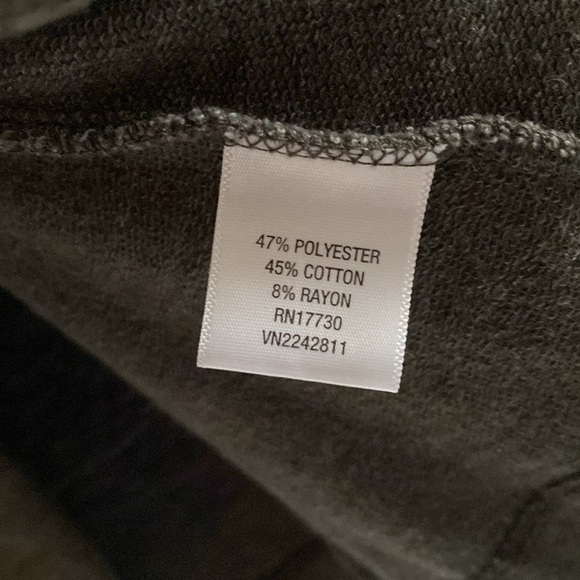 47% POLYESTER
45% COTTON
8% RAYON
RN17730
VN2242811